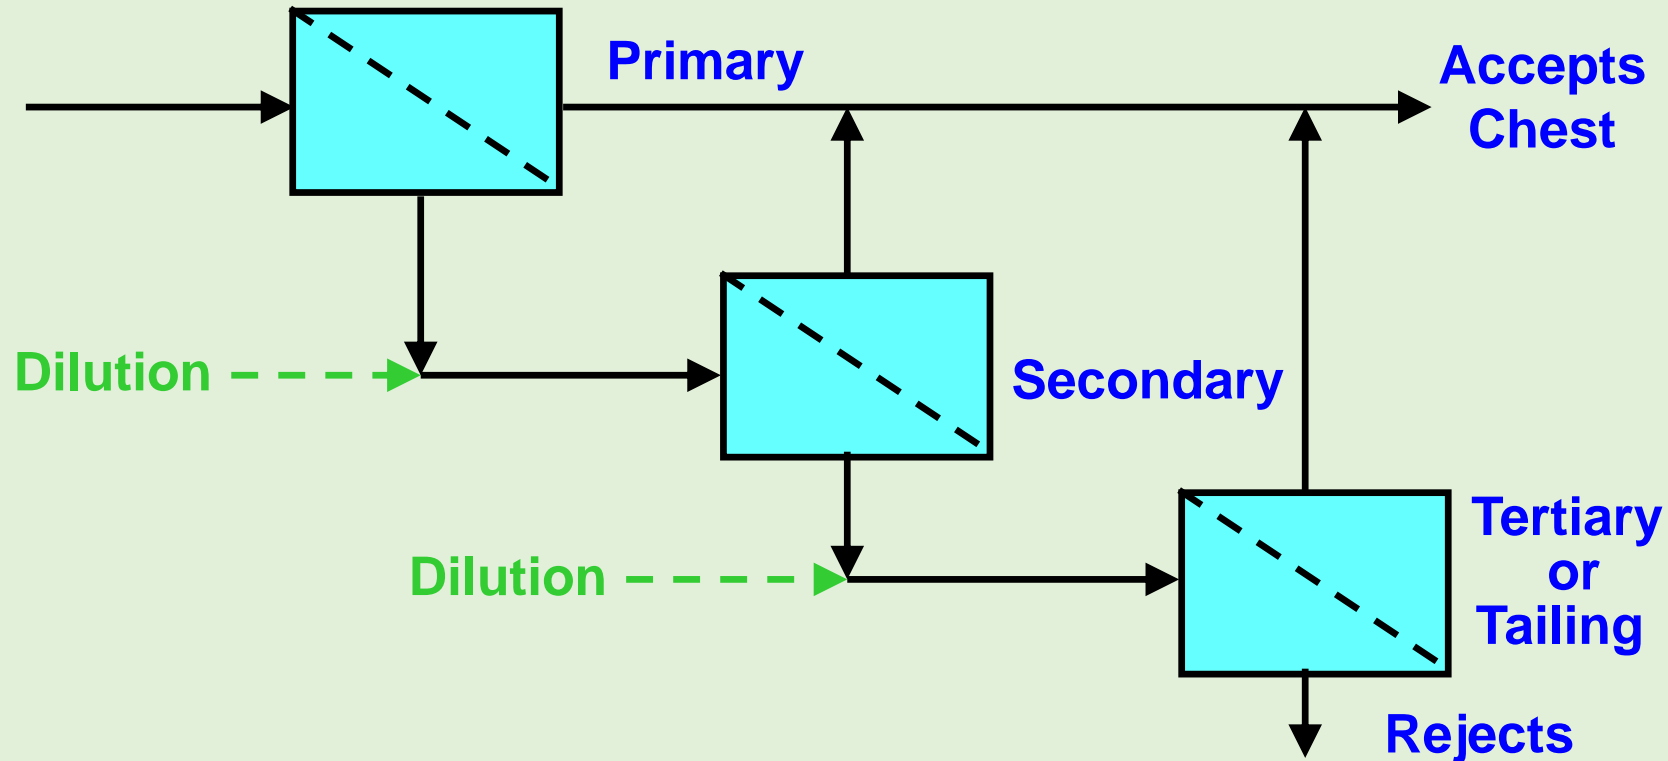 Primary
Accepts
Chest
Dilution
Secondary
Tertiary
or
Tailing
Dilution
Rejects